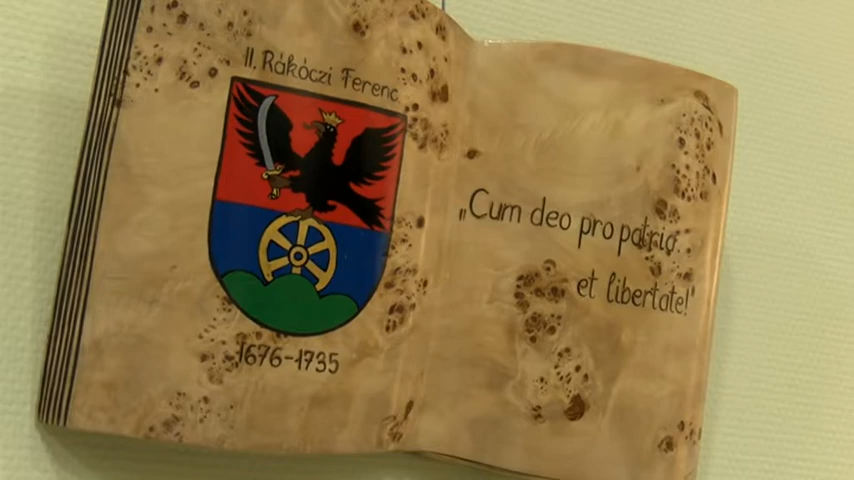 II. Rákóczi Ferenc
1676-1735
„Cum deo pro patria
et libertate!"